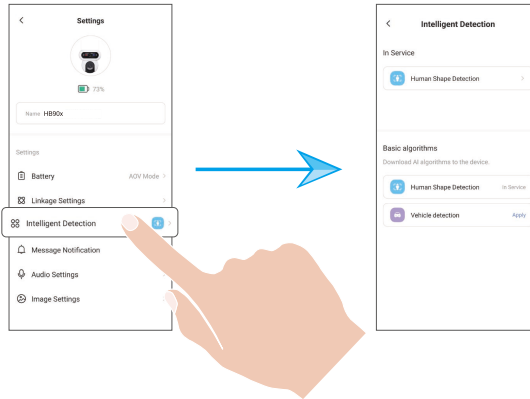 Settings
73%
Name HB90x
Settings
Battery AOV Mode
Linkage Settings
Intelligent Detection
Message Notification
Audio Settings
Image Settings
Intelligent Detection
In Service
Human Shape Detection
Basic algorithms
Download AI algorithms to the device.
Human Shape Detection In Service
Vehicle detection Apply